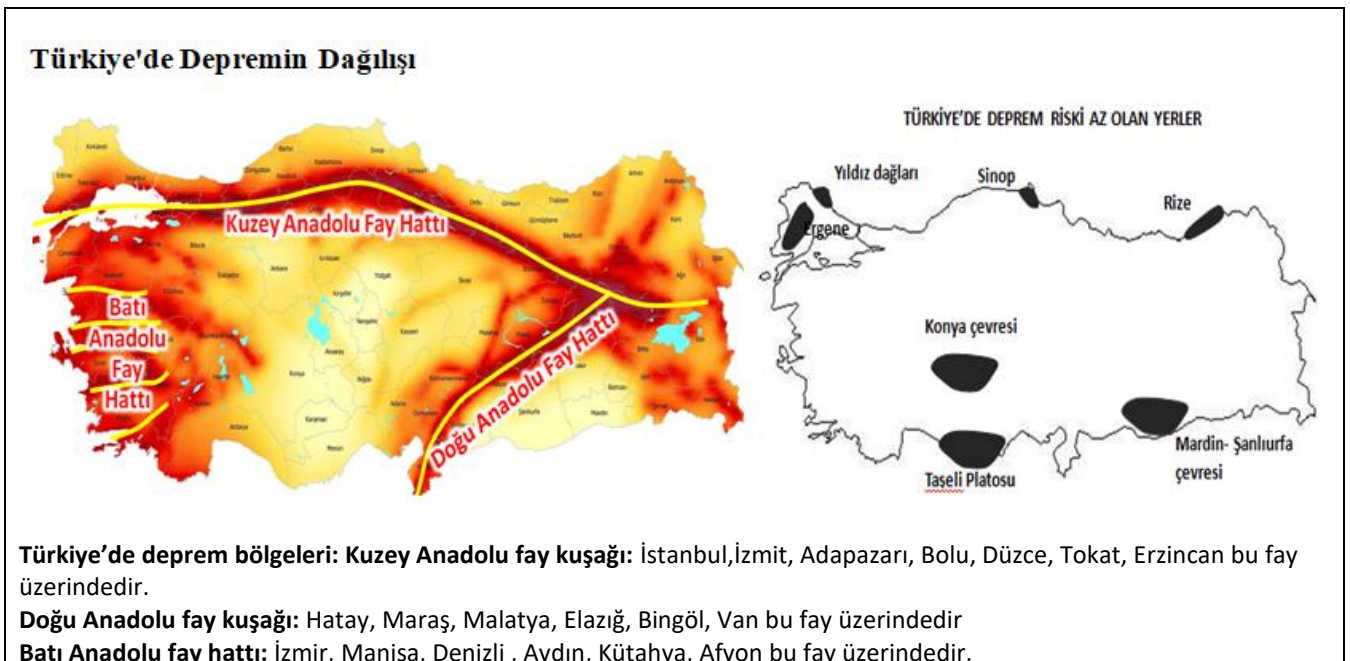 Türkiye'de Depremin Dağılışı
Kuzey Anadolu Fay Hattı
Batı
Anadolu
Fay
Hattı
Doğu Anadolu Fay Hattı
TÜRKİYE'DE DEPREM RİSKİ AZ OLAN YERLER
Yıldız dağları
Sinop
Rize
Ergene
Konya çevresi
Mardin- Şanlıurfa
çevresi
Taşeli Platosu
Türkiye’de deprem bölgeleri: Kuzey Anadolu fay kuşağı: İstanbul,İzmit, Adapazarı, Bolu, Düzce, Tokat, Erzincan bu fay
üzerindedir.
Doğu Anadolu fay kuşağı: Hatay, Maraş, Malatya, Elazığ, Bingöl, Van bu fay üzerindedir
Batı Anadolu fay hattı: İzmir, Manisa, Denizli , Aydın, Kütahya, Afyon bu fay üzerindedir.